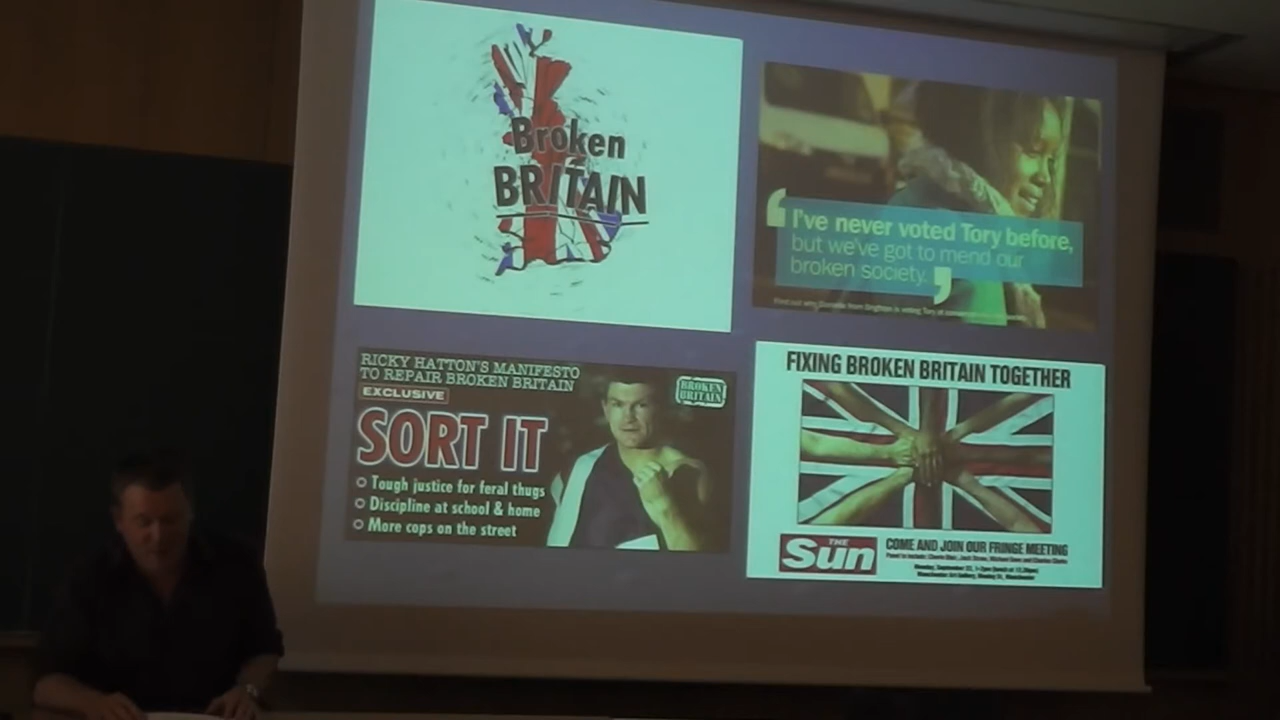 Broken
BRITAIN
I've never voted Tory before,
but we've got to mend our
broken society.
RICKY HATTON'S MANIFESTO
TO REPAIR BROKEN BRITAIN
EXCLUSIVE
SORT IT
Tough justice for feral thugs
Discipline at school & home
More cops on the street
BROKEN
BRITAIN
FIXING BROKEN BRITAIN TOGETHER
THE
Sun
COME AND JOIN OUR FRINGE MEETING